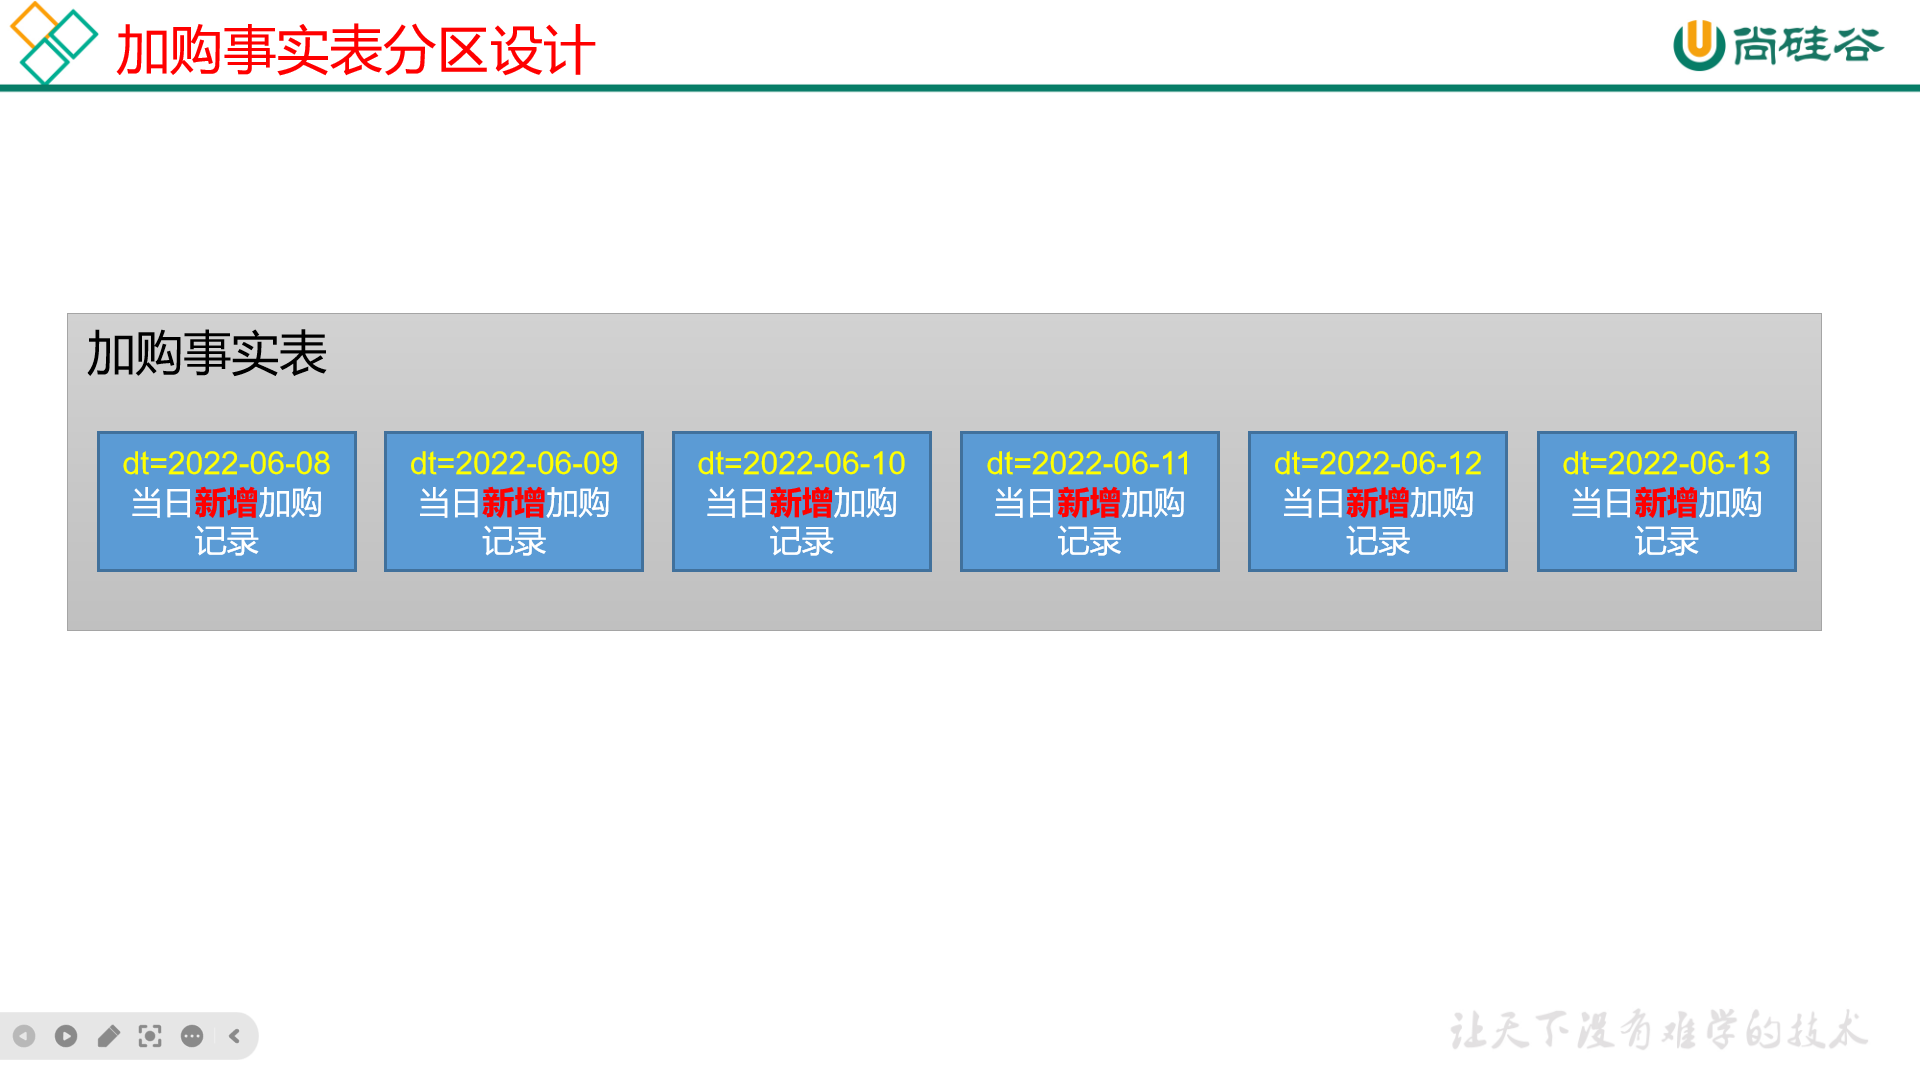 加购事实表分区设计
尚硅谷
加购事实表
dt=2022-06-08
当日新增加购
记录
dt=2022-06-09
当日新增加购
记录
dt=2022-06-10
当日新增加购
记录
dt=2022-06-11
当日新增加购
记录
dt=2022-06-12
当日新增加购
记录
dt=2022-06-13
当日新增加购
记录
让天下没有难学的技术